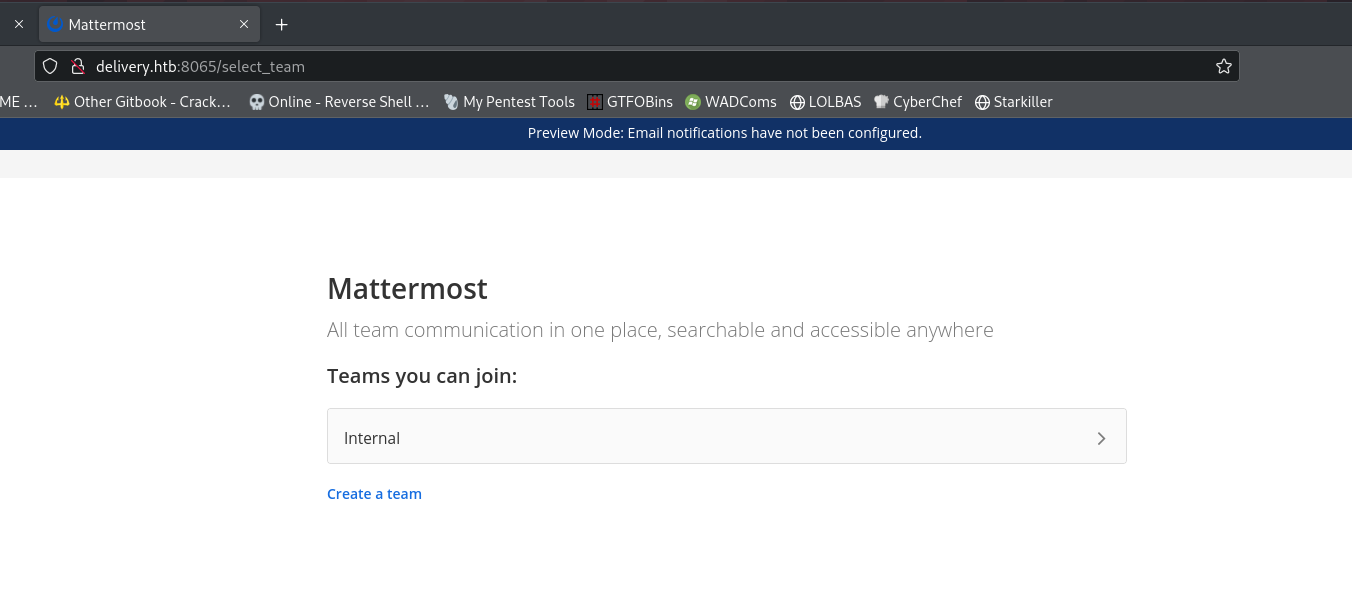 Mattermost
delivery.htb:8065/select_team
ME … Other Gitbook - Crack… Online - Reverse Shell … My Pentest Tools GTFOBins WADComs LOLBAS CyberChef Starkiller
Preview Mode: Email notifications have not been configured.
Mattermost
All team communication in one place, searchable and accessible anywhere
Teams you can join:
Internal
Create a team